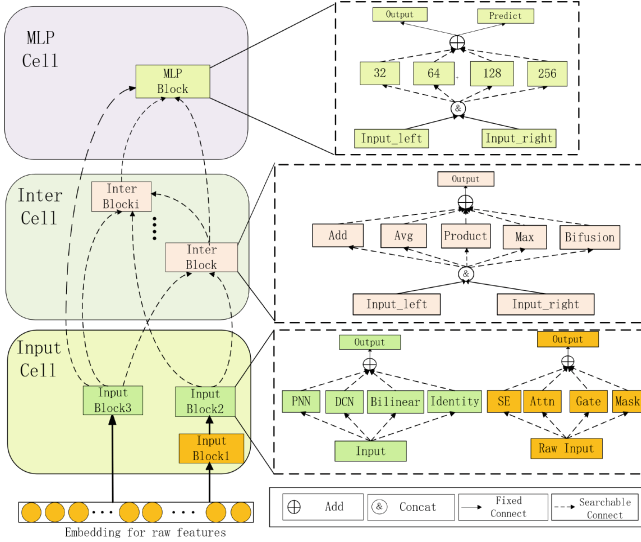 MLP
Cell
MLP
Block
Output
Predict
32
64
128
256
&
Input_left
Input_right
Inter
Cell
Inter
Blocki
Inter
Block
Output
Add
Avg
Product
Max
Bifusion
&
Input_left
Input_right
Input
Cell
Input
Block3
Input
Block2
Input
Block1
Output
PNN
DCN
Bilinear
Identity
Input
Output
SE
Attn
Gate
Mask
Raw Input
Embedding for raw features
Add
& Concat
Fixed
Connect
Searchable
Connect